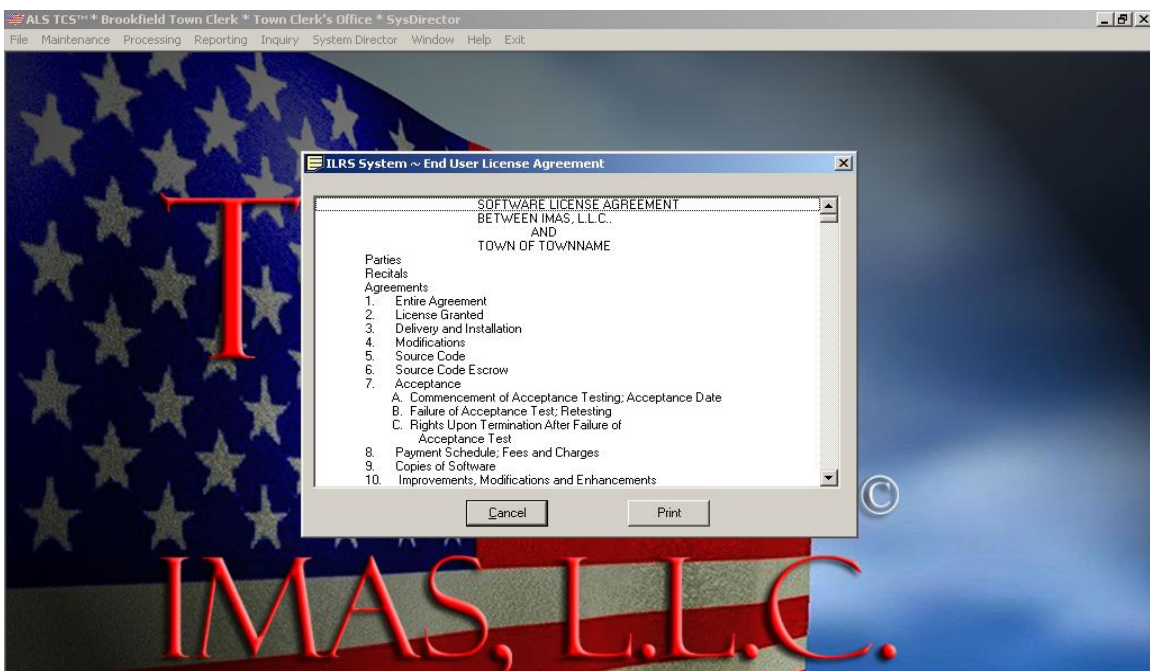 ALS TCS™ * Brookfield Town Clerk * Town Clerk's Office * SysDirector
File Maintenance Processing Reporting Inquiry System Director Window Help Exit
T
ILRS System ~ End User License Agreement
SOFTWARE LICENSE AGREEMENT
BETWEEN IMAS, L.L.C..
AND
TOWN OF TOWNNAME
Parties
Recitals
Agreements
1. Entire Agreement
2. License Granted
3. Delivery and Installation
4. Modifications
5. Source Code
6. Source Code Escrow
7. Acceptance
A. Commencement of Acceptance Testing; Acceptance Date
B. Failure of Acceptance Test; Retesting
C. Rights Upon Termination After Failure of
Acceptance Test
8. Payment Schedule; Fees and Charges
9. Copies of Software
10. Improvements, Modifications and Enhancements
Cancel Print
©
IMAS, L.L.C.